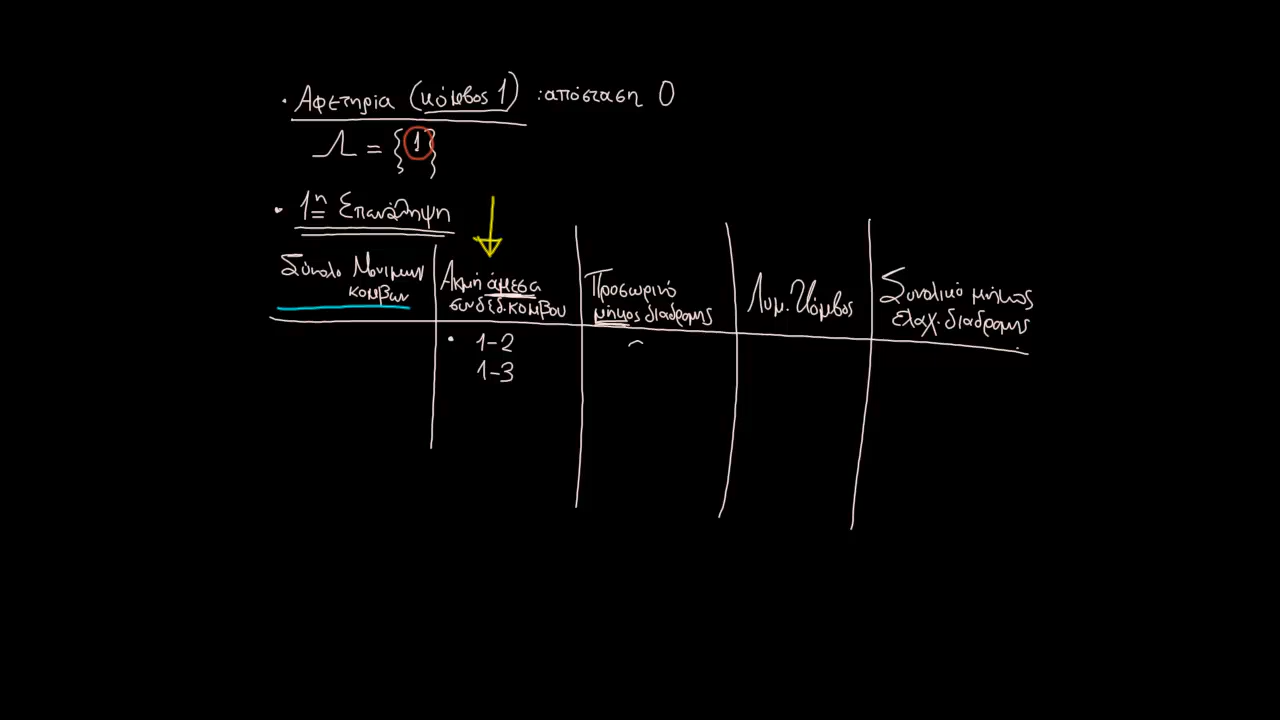 · Αφετηρία (κόμβος 1) : απόσταση 0
Λ = {1}
· 1η Επανάληψη
Σύνολο Μονίμων κόμβων
Ακμή άμεσα συνδεδ. κόμβου
Προσωρινό μήκος διαδρομής
Λυμ. Κόμβος
Συνολικό μήκος ελαχ. διαδρομής
· 1-2
1-3